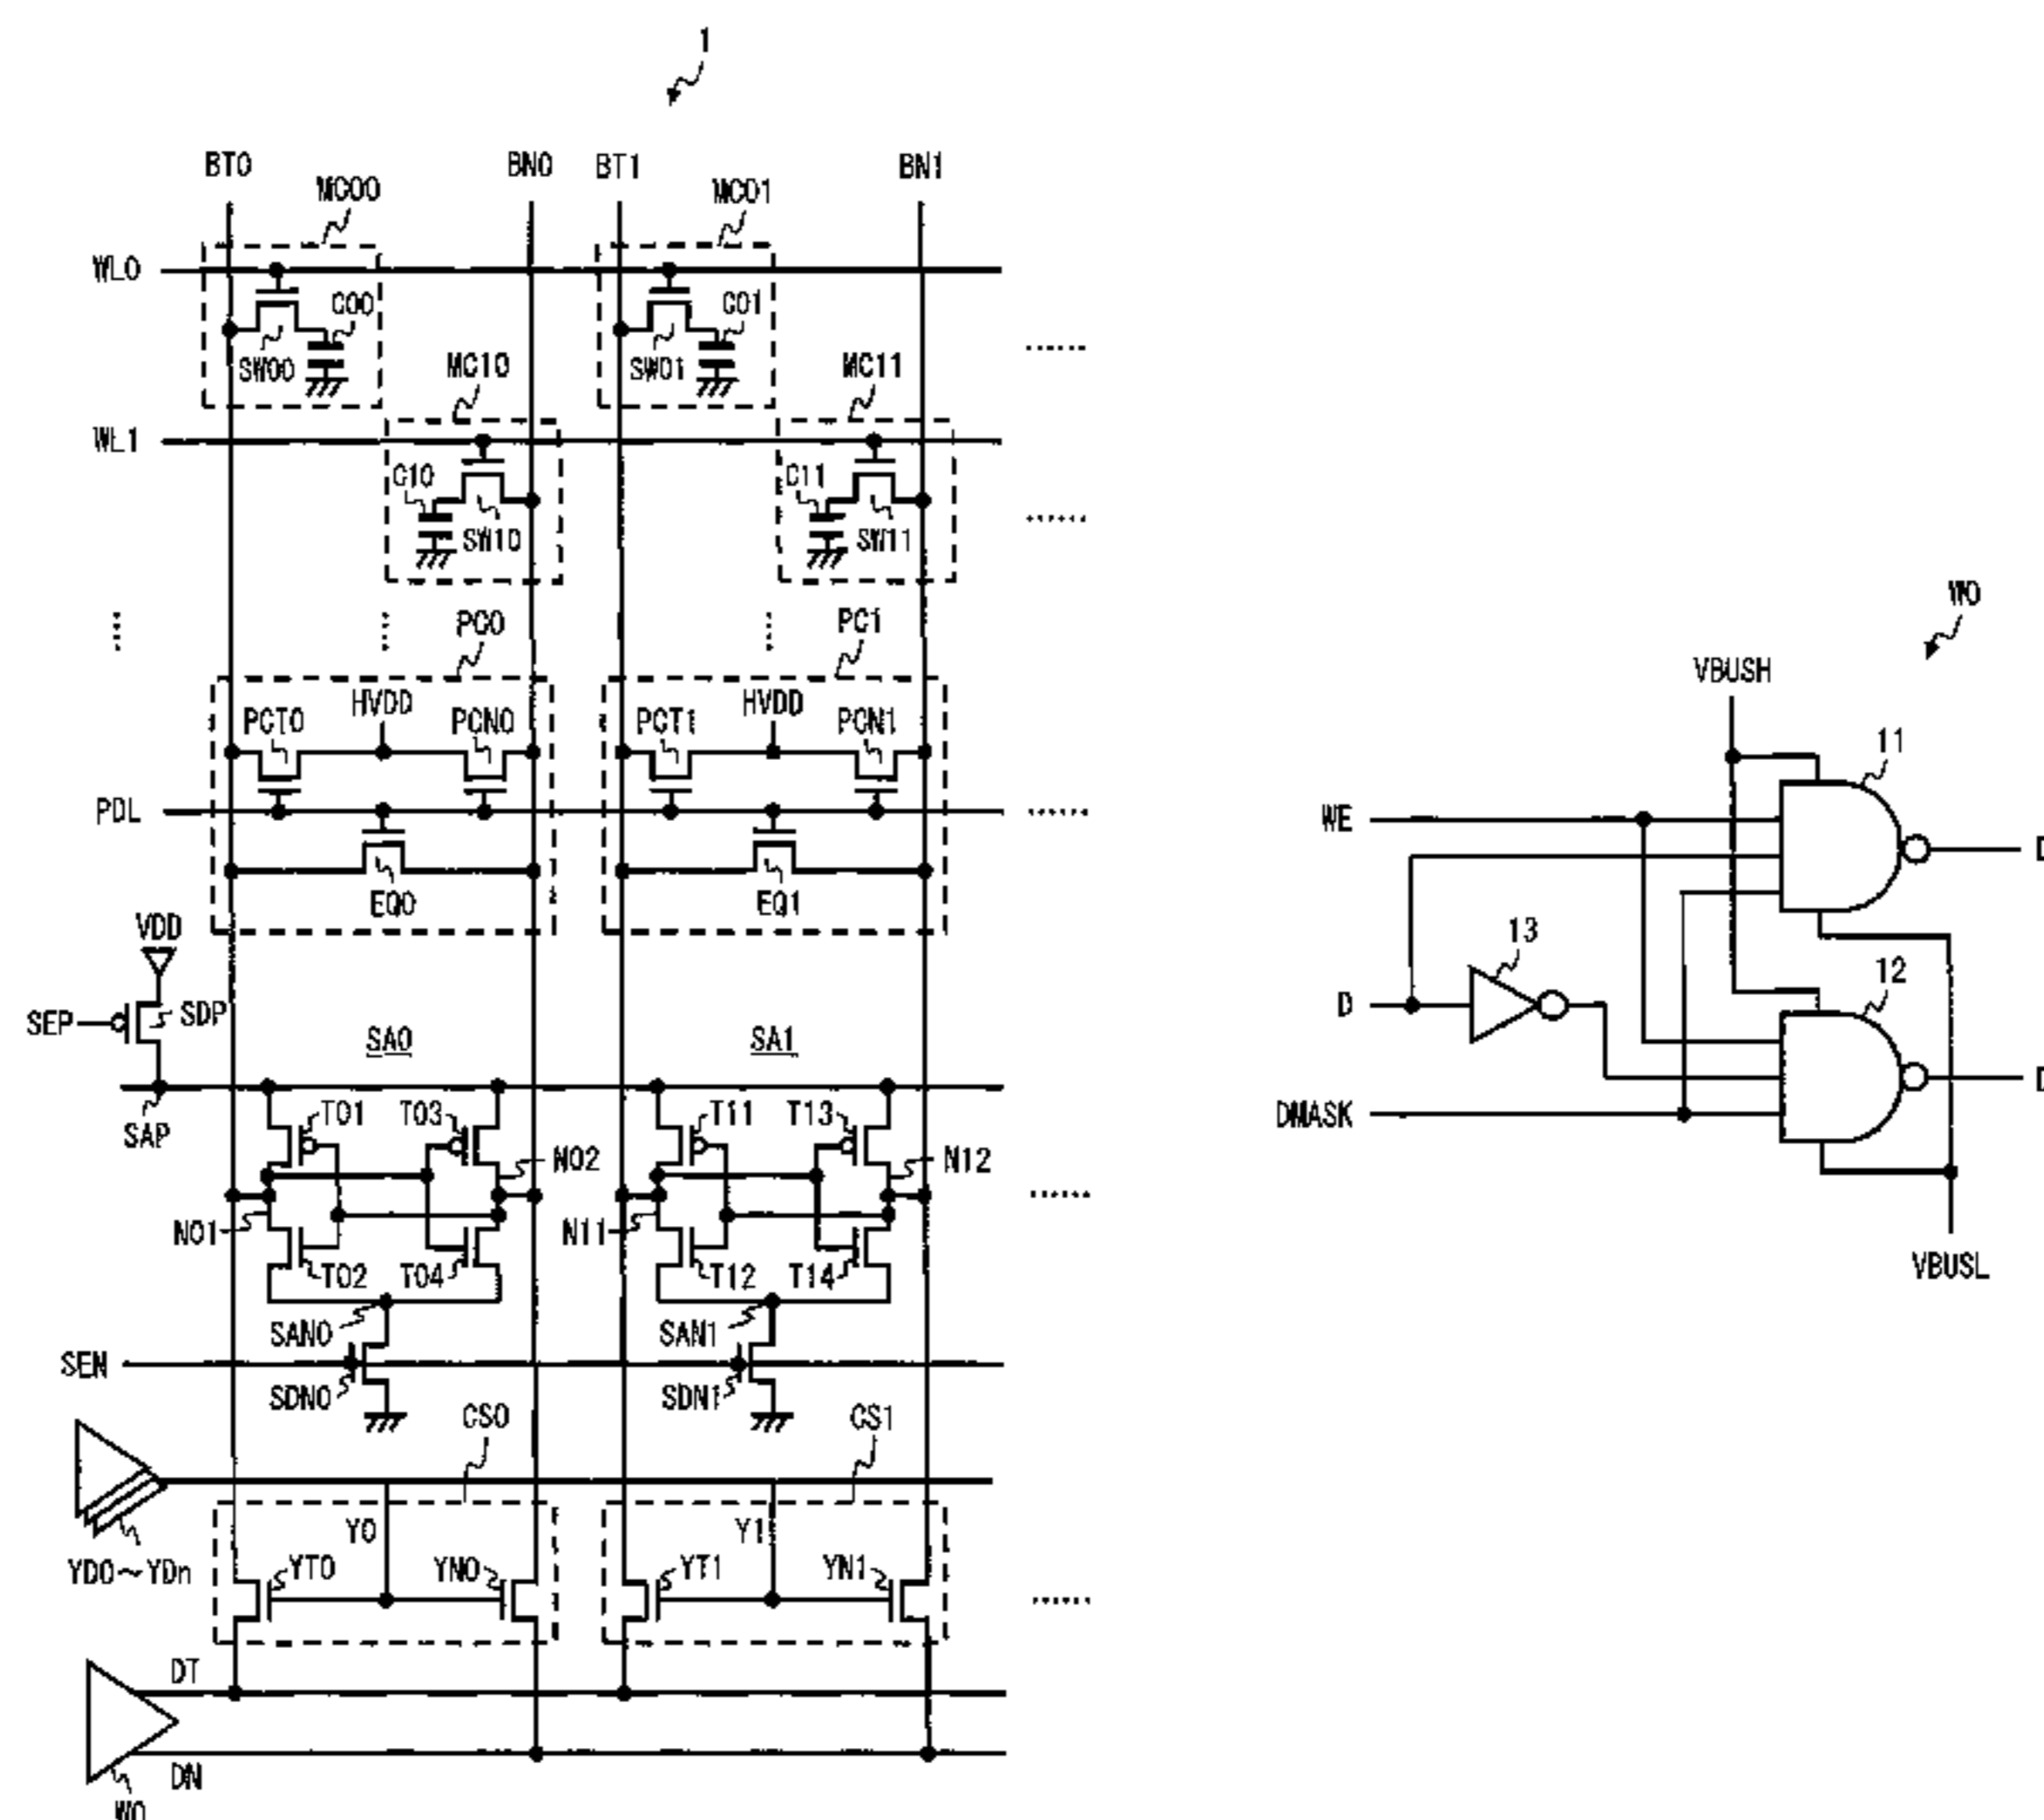 1
BT0 BN0 BT1 BN1
MC00 MC01
WL0
C00 C01
SW00 SW01
MC10 MC11
WL1
C10 C11
SW10 SW11
PC0 PC1
HVDD HVDD
PCT0 PCN0 PCT1 PCN1
PDL
EQ0 EQ1
VDD
SEP SDP
SA0 SA1
T01 T03 T11 T13
SAP
N02 N12
N01 N11
T02 T04 T12 T14
SAN0 SAN1
SEN
SDN0 SDN1
CS0 CS1
Y0 Y1
YD0～YDn
YT0 YN0 YT1 YN1
DT
DN
W0
W0
VBUSH
11
WE
13
12
D
DMASK
VBUSL